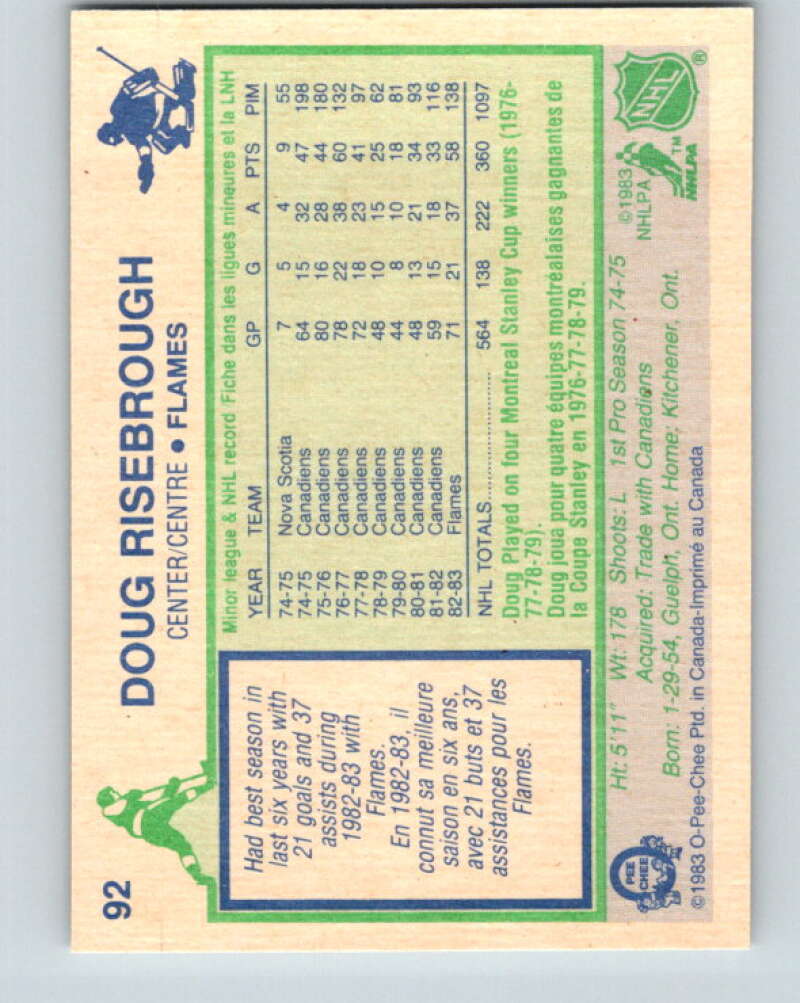 92
DOUG RISEBROUGH
CENTER/CENTRE • FLAMES
Had best season in
last six years with
21 goals and 37
assists during
1982-83 with
Flames.
En 1982-83, il
connut sa meilleure
saison en six ans,
avec 21 buts et 37
assistances pour les
Flames.
Minor league & NHL record Fiche dans les ligues mineures et la LNH
YEAR TEAM GP G A PTS PIM
74-75 Nova Scotia 7 5 4 9 55
74-75 Canadiens 64 15 32 47 198
75-76 Canadiens 80 16 28 44 180
76-77 Canadiens 78 22 38 60 132
77-78 Canadiens 72 18 23 41 97
78-79 Canadiens 48 10 15 25 62
79-80 Canadiens 44 8 10 18 81
80-81 Canadiens 48 13 21 34 93
81-82 Canadiens 59 15 18 33 116
82-83 Flames 71 21 37 58 138
NHL TOTALS.................. 564 138 222 360 1097
Doug Played on four Montreal Stanley Cup winners (1976-
77-78-79).
Doug joua pour quatre équipes montréalaises gagnantes de
la Coupe Stanley en 1976-77-78-79.
Ht: 5'11" Wt: 178 Shoots: L 1st Pro Season 74-75
Acquired: Trade with Canadiens
Born: 1-29-54, Guelph, Ont. Home: Kitchener, Ont.
©1983 O-Pee-Chee Ptd. in Canada-Imprimé au Canada
O PEE CHEE
©1983
NHLPA
NHLPA
TM
NHL
®